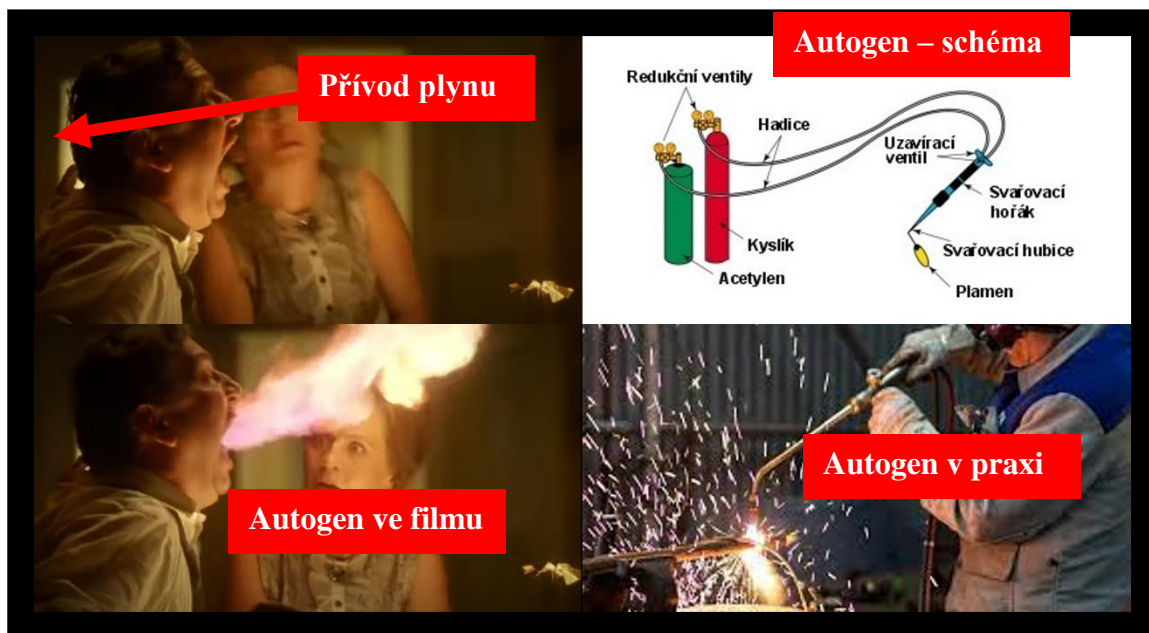 Přívod plynu
Autogen – schéma
Redukční ventily
Hadice
Uzavírací
ventil
Svařovací
hořák
Kyslík
Svařovací hubice
Acetylen
Plamen
Autogen ve filmu
Autogen v praxi